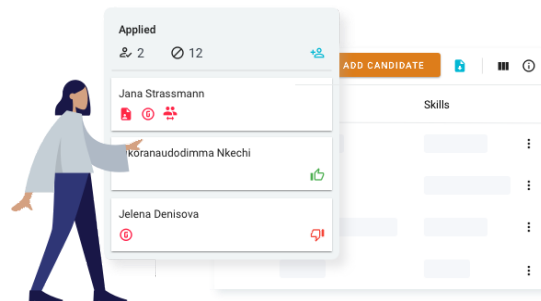 Applied
2 12
ADD CANDIDATE
Skills
Jana Strassmann
Nkechi
Jelena Denisova